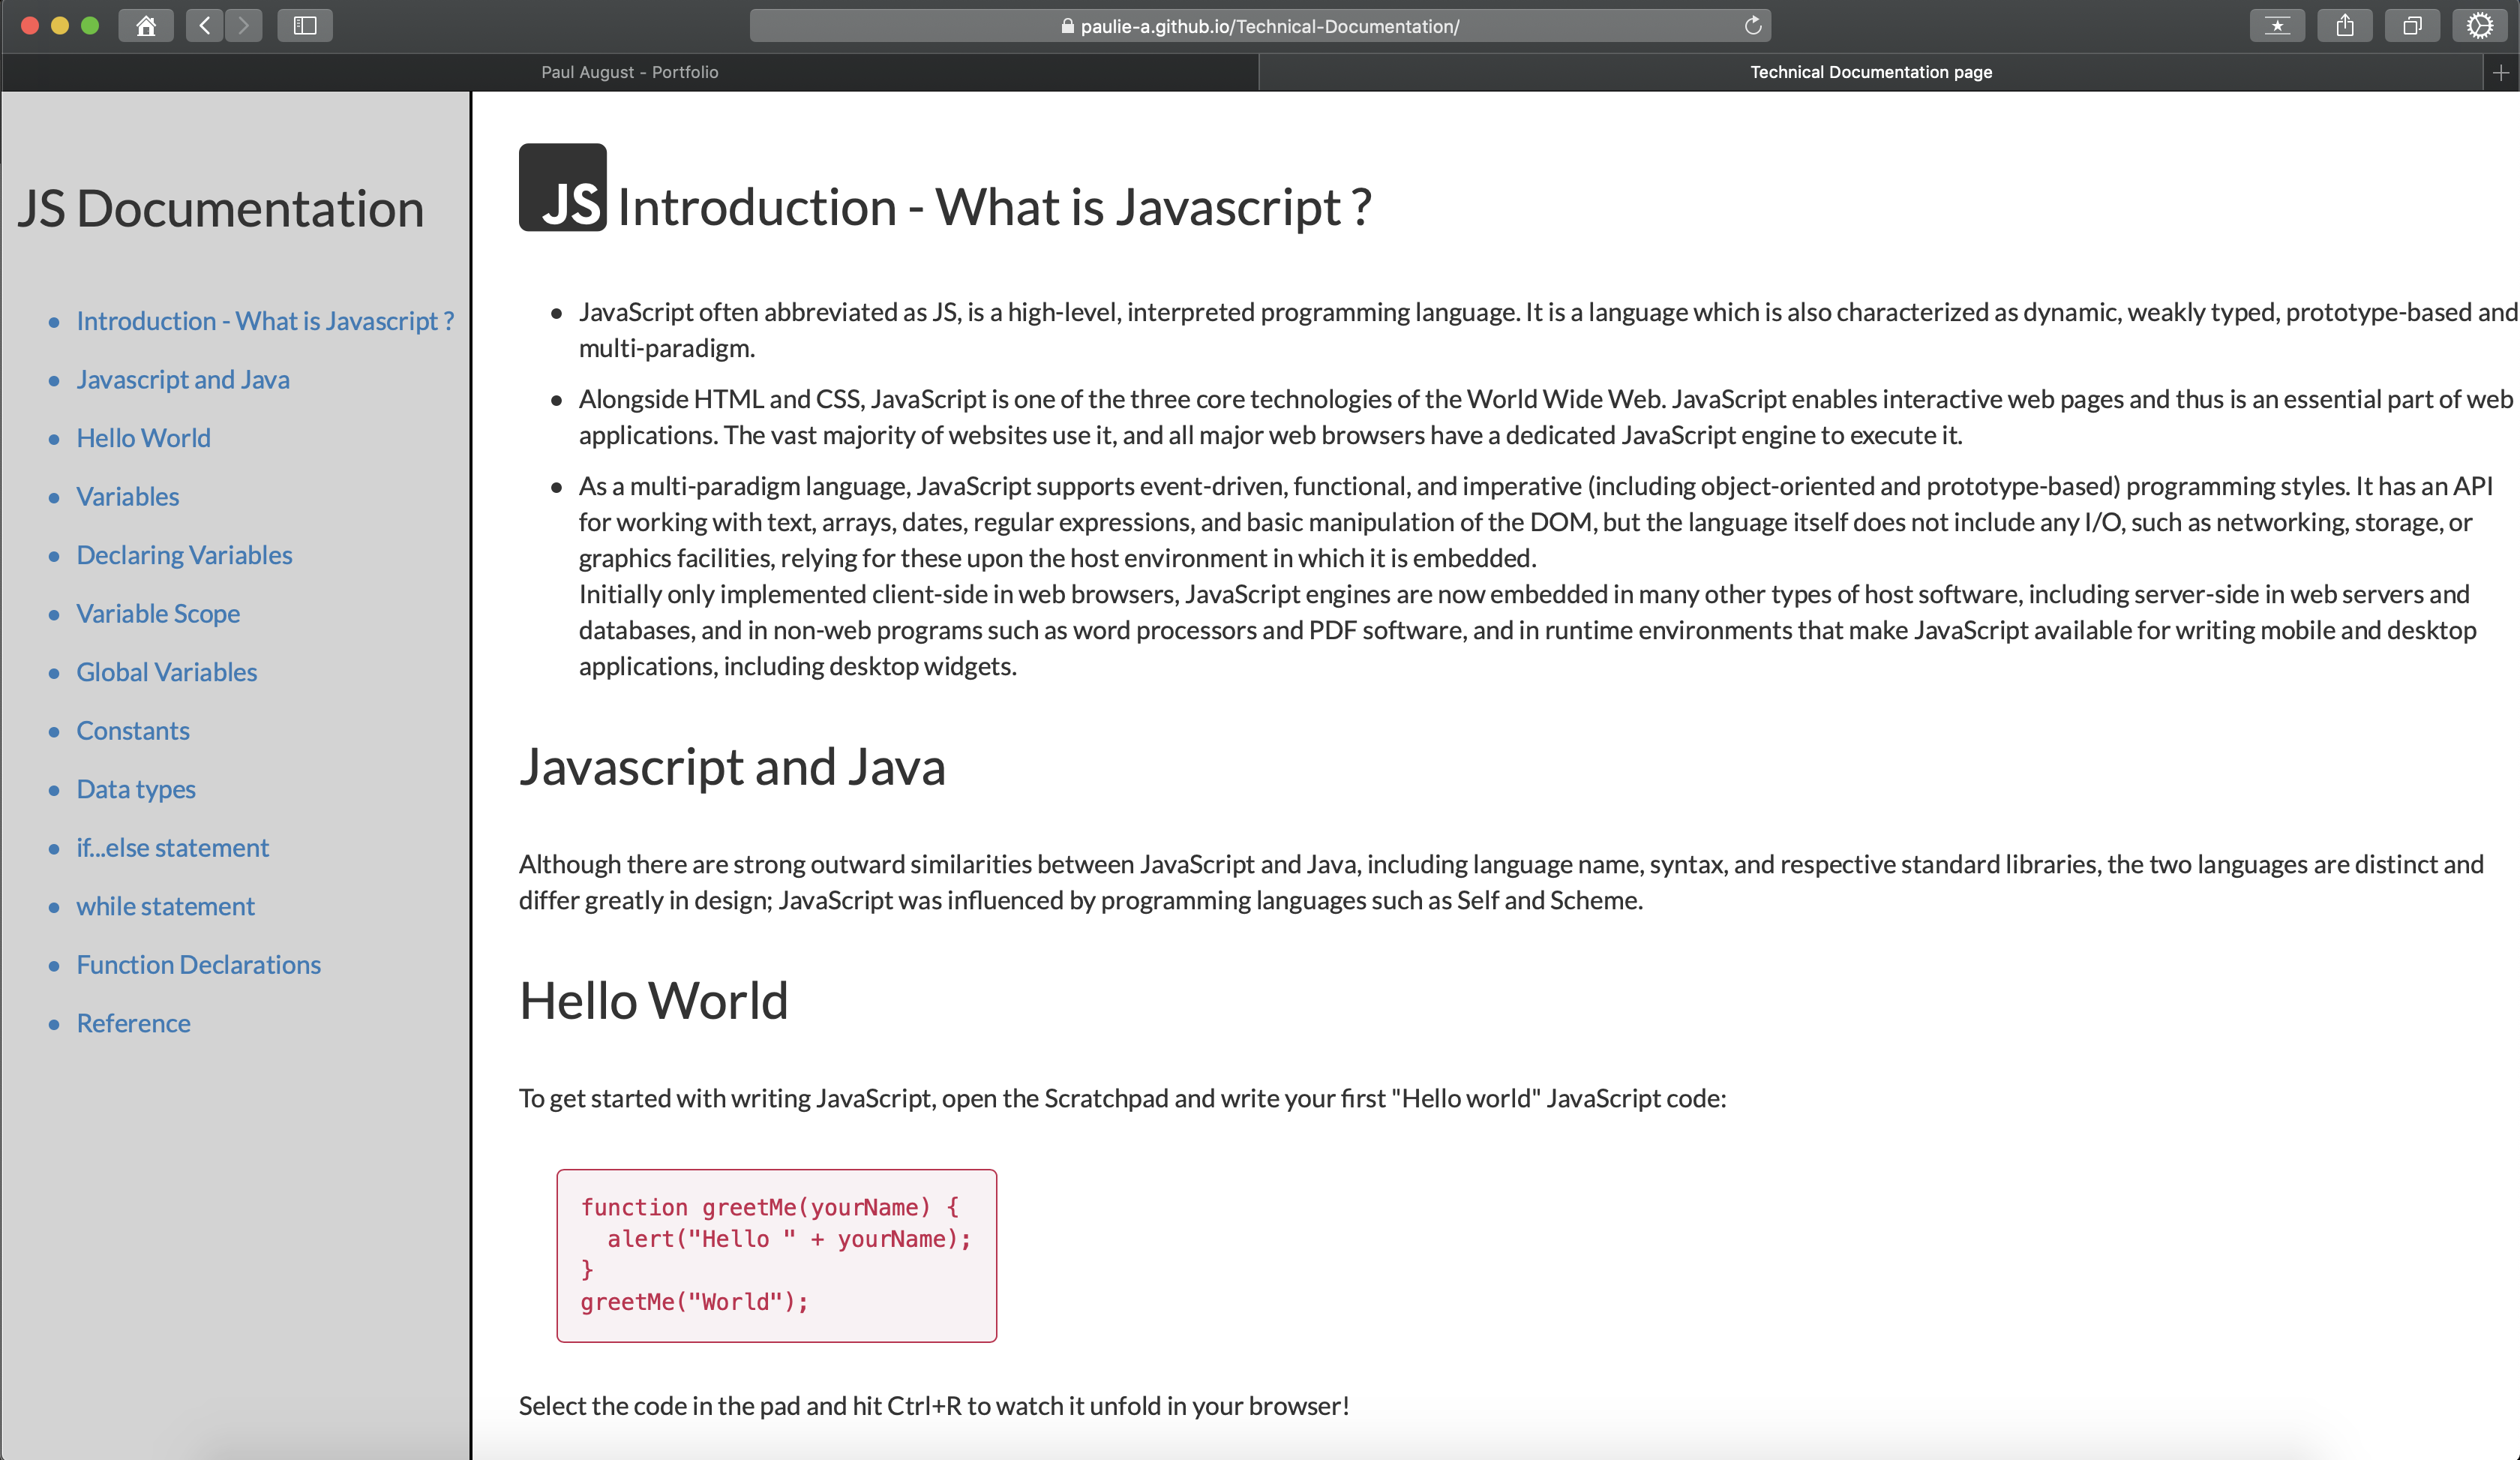 paulie-a.github.io/Technical-Documentation/
Paul August - Portfolio
Technical Documentation page
JS Documentation
Introduction - What is Javascript ?
Javascript and Java
Hello World
Variables
Declaring Variables
Variable Scope
Global Variables
Constants
Data types
if...else statement
while statement
Function Declarations
Reference
JS Introduction - What is Javascript ?
JavaScript often abbreviated as JS, is a high-level, interpreted programming language. It is a language which is also characterized as dynamic, weakly typed, prototype-based and
multi-paradigm.
Alongside HTML and CSS, JavaScript is one of the three core technologies of the World Wide Web. JavaScript enables interactive web pages and thus is an essential part of web
applications. The vast majority of websites use it, and all major web browsers have a dedicated JavaScript engine to execute it.
As a multi-paradigm language, JavaScript supports event-driven, functional, and imperative (including object-oriented and prototype-based) programming styles. It has an API
for working with text, arrays, dates, regular expressions, and basic manipulation of the DOM, but the language itself does not include any I/O, such as networking, storage, or
graphics facilities, relying for these upon the host environment in which it is embedded.
Initially only implemented client-side in web browsers, JavaScript engines are now embedded in many other types of host software, including server-side in web servers and
databases, and in non-web programs such as word processors and PDF software, and in runtime environments that make JavaScript available for writing mobile and desktop
applications, including desktop widgets.
Javascript and Java
Although there are strong outward similarities between JavaScript and Java, including language name, syntax, and respective standard libraries, the two languages are distinct and
differ greatly in design; JavaScript was influenced by programming languages such as Self and Scheme.
Hello World
To get started with writing JavaScript, open the Scratchpad and write your first "Hello world" JavaScript code:
function greetMe(yourName) {
  alert("Hello " + yourName);
}
greetMe("World");
Select the code in the pad and hit Ctrl+R to watch it unfold in your browser!